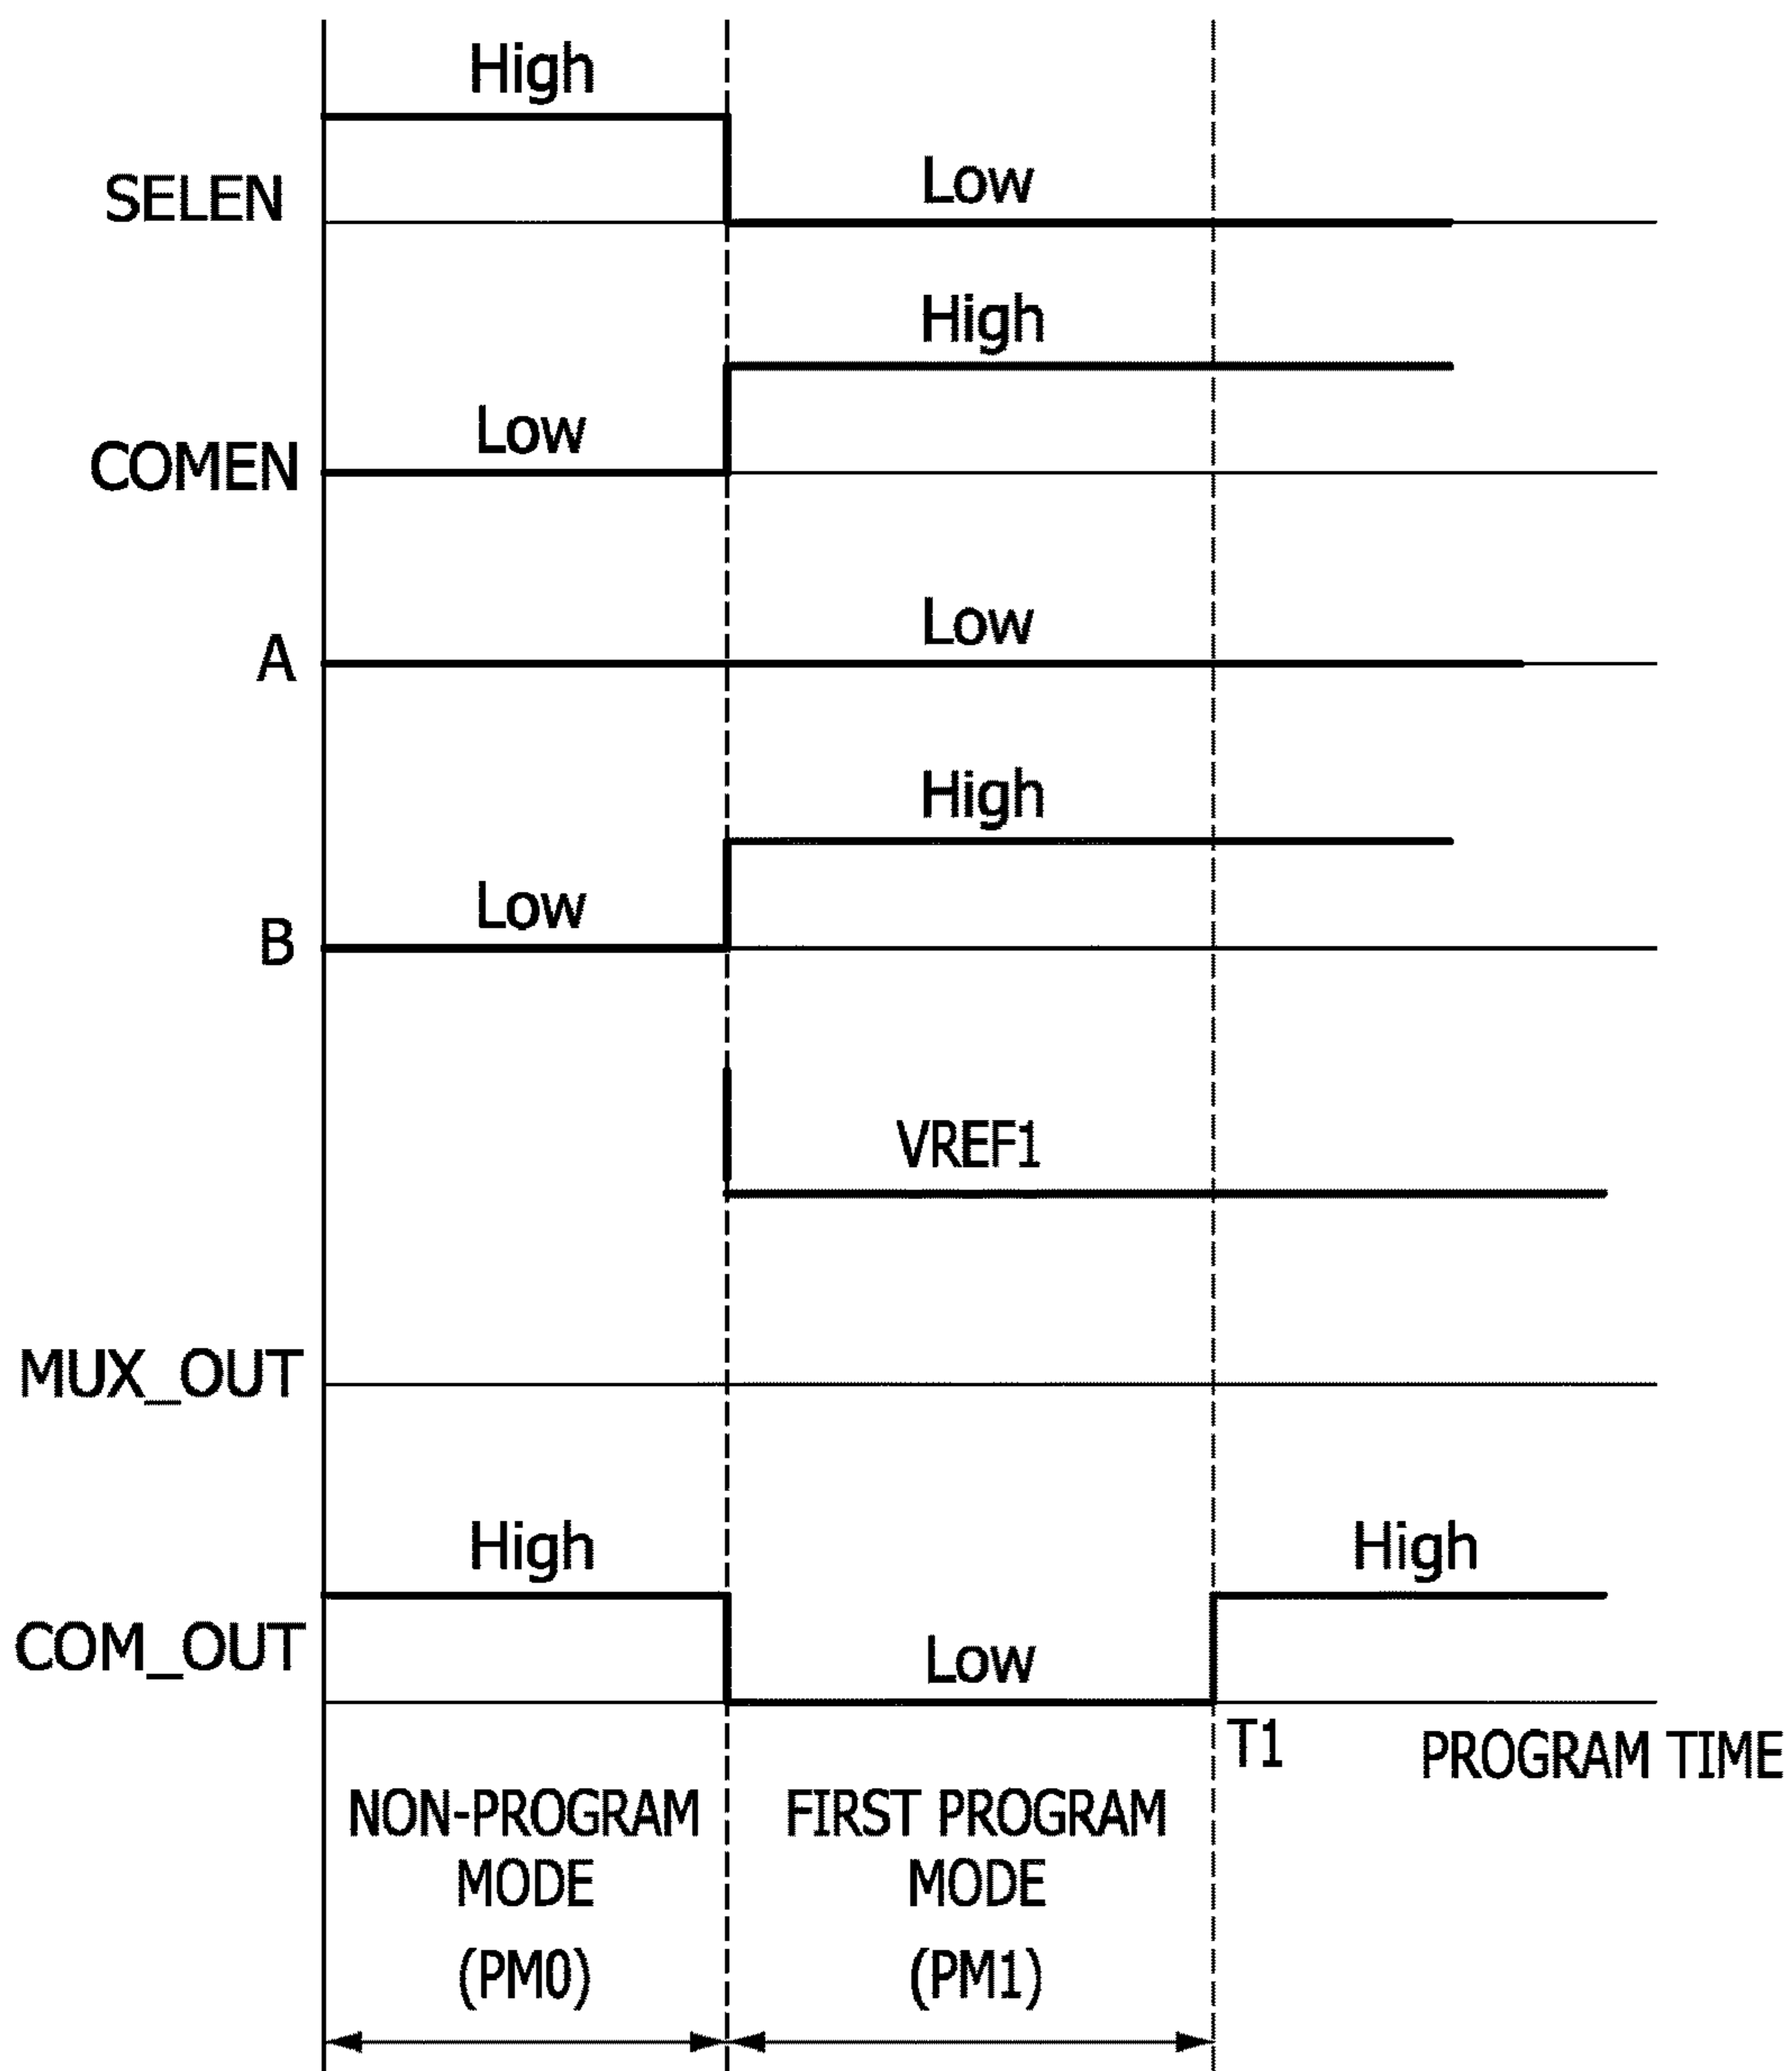 High
SELEN
Low
High
Low
COMEN
Low
A
High
Low
B
VREF1
MUX_OUT
High
High
COM_OUT
Low
T1
PROGRAM TIME
NON-PROGRAM
MODE
(PM0)
FIRST PROGRAM
MODE
(PM1)